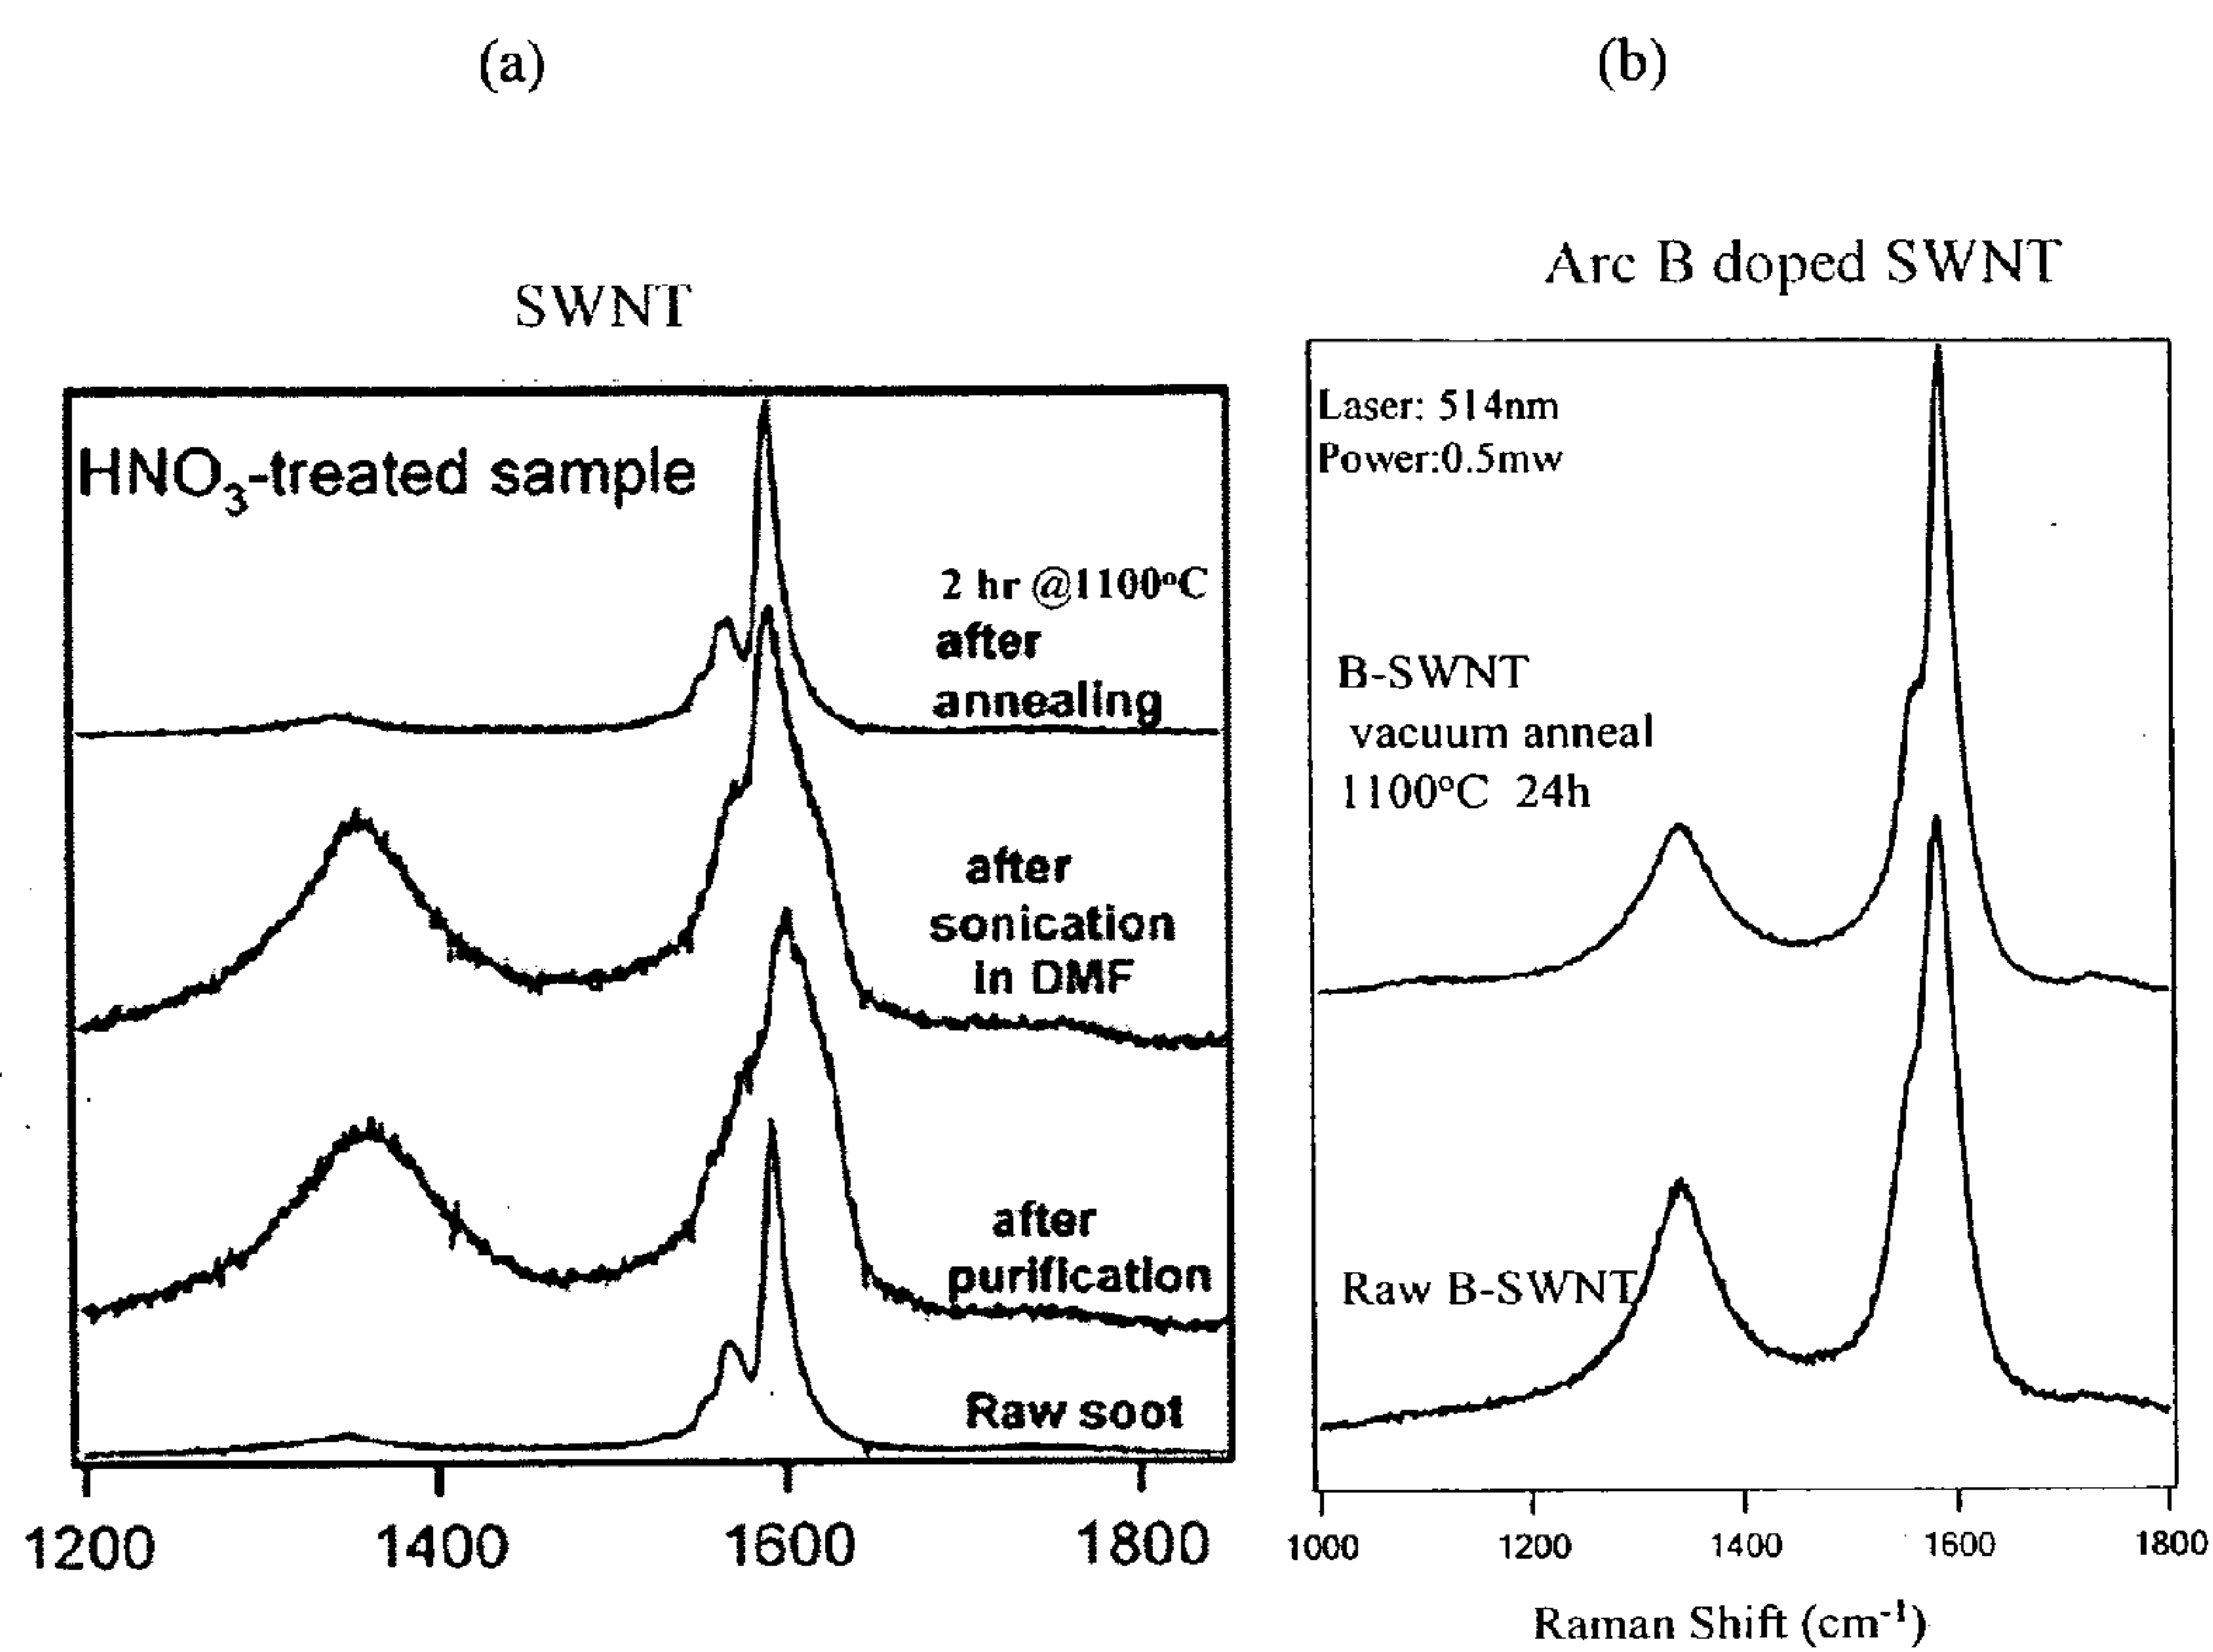 (a)
SWNT
HNO3-treated sample
2 hr @1100°C
after
annealing
after
sonication
in DMF
after
purification
Raw soot
1200 1400 1600 1800
(b)
Arc B doped SWNT
Laser: 514nm
Power:0.5mw
B-SWNT
vacuum anneal
1100°C 24h
Raw B-SWNT
1000 1200 1400 1600 1800
Raman Shift (cm⁻¹)